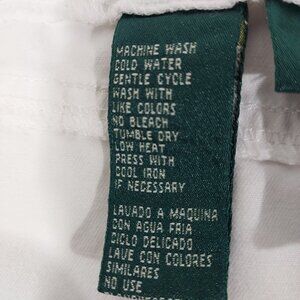 MACHINE WASH
COLD WATER
GENTLE CYCLE
WASH WITH
LIKE COLORS
NO BLEACH
TUMBLE DRY
LOW HEAT
PRESS WITH
COOL IRON
IF NECESSARY
LAVADO A MAQUINA
CON AGUA FRIA
CICLO DELICADO
LAVE CON COLORES
SIMILARES
NO USE